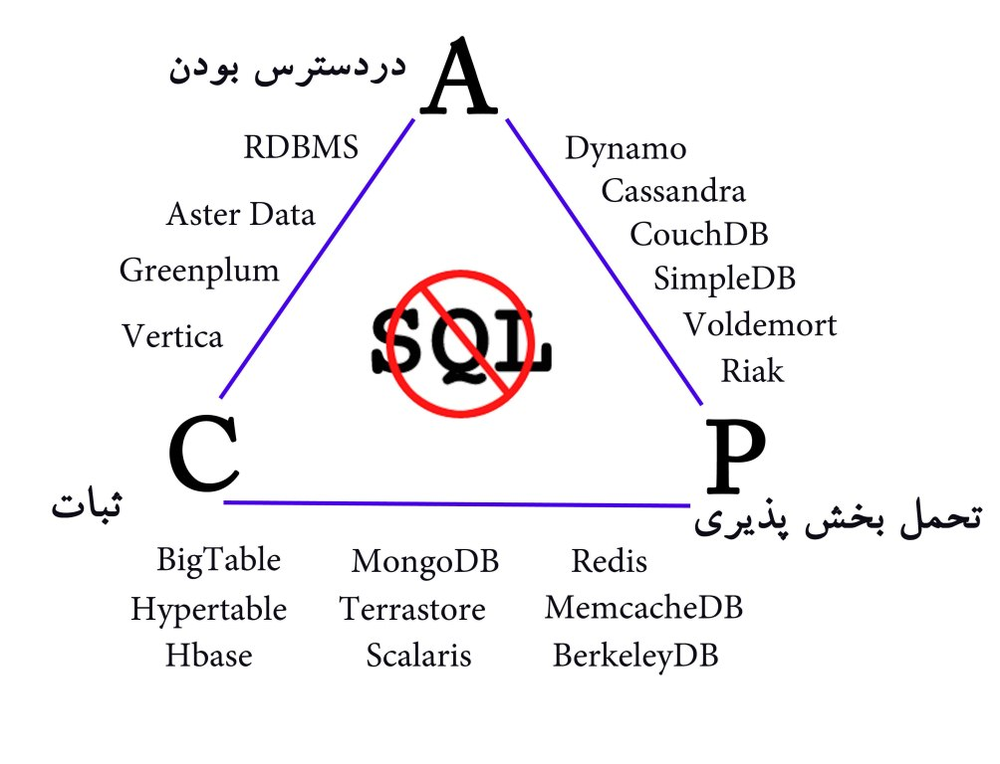 دردسترس بودن
A
RDBMS
Aster Data
Greenplum
Vertica
Dynamo
Cassandra
CouchDB
SimpleDB
Voldemort
Riak
SQL
C
ثبات
P
تحمل بخش پذیری
BigTable MongoDB Redis
Hypertable Terrastore MemcacheDB
Hbase Scalaris BerkeleyDB